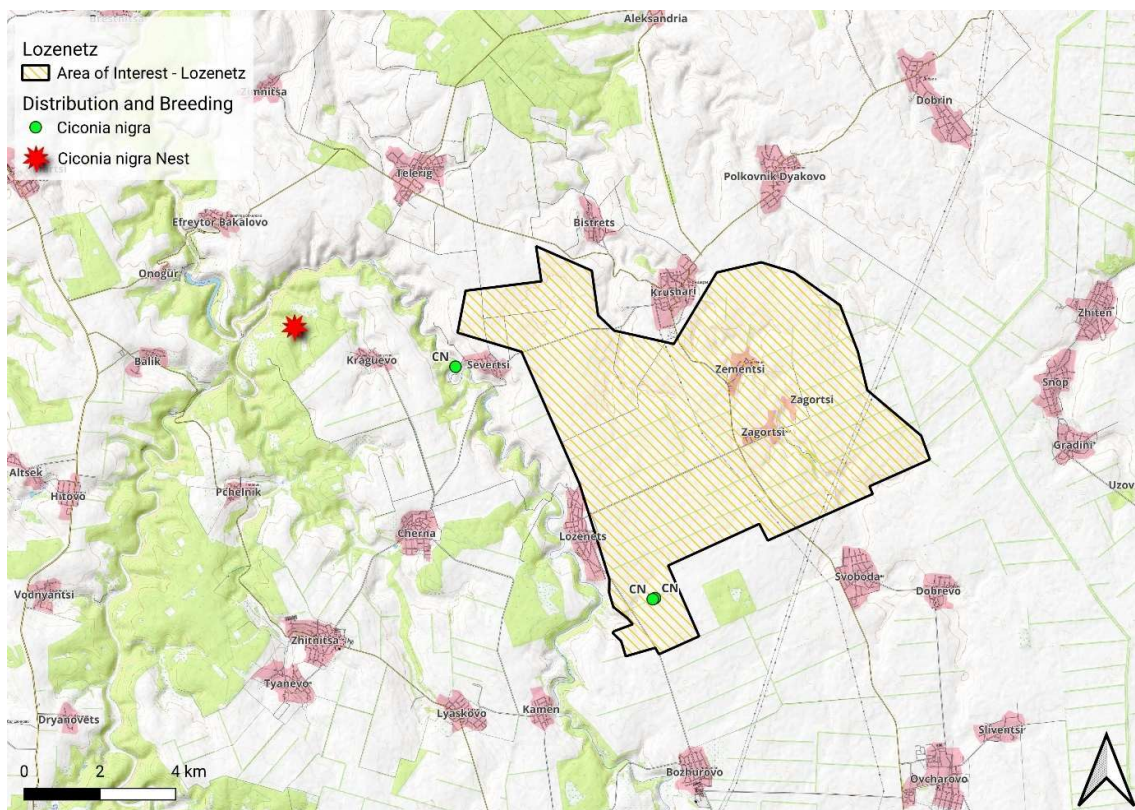 Lozenetz
Area of Interest - Lozenetz
Distribution and Breeding
Ciconia nigra
Ciconia nigra Nest
Aleksandria
Dobrin
Telerig
Polkovnik Dyakovo
Efreytor Bakalovo
Bistrets
Onogur
Krushari
Zhiten
Balik
Kraguevo
CN
Severtsi
Zementsi
Snop
Zagortsi
Zagortsi
Gradini
Altsek
Hitovo
Pchelnik
Uzov
Cherna
Lozenets
Svoboda
Dobrevo
Vodnyantsi
CN
CN
Zhitnitsa
Tyanevo
Lyaskovo
Kamen
Dryanovets
Sliventsi
Bozhurovo
Ovcharovo
0 2 4 km